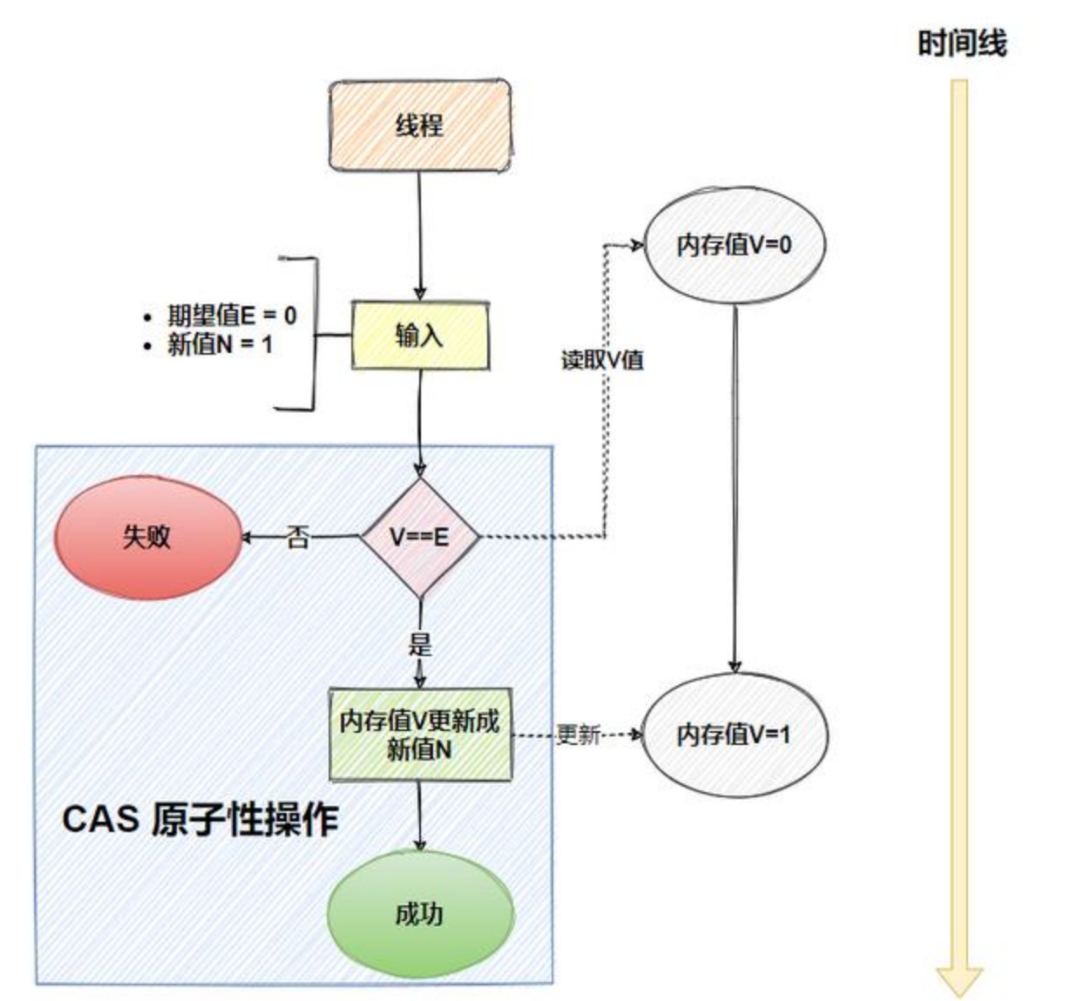 时间线
线程
内存值V=0
• 期望值E = 0
• 新值N = 1
输入
读取V值
失败
否
V==E
是
内存值V更新成
新值N
更新
内存值V=1
CAS 原子性操作
成功